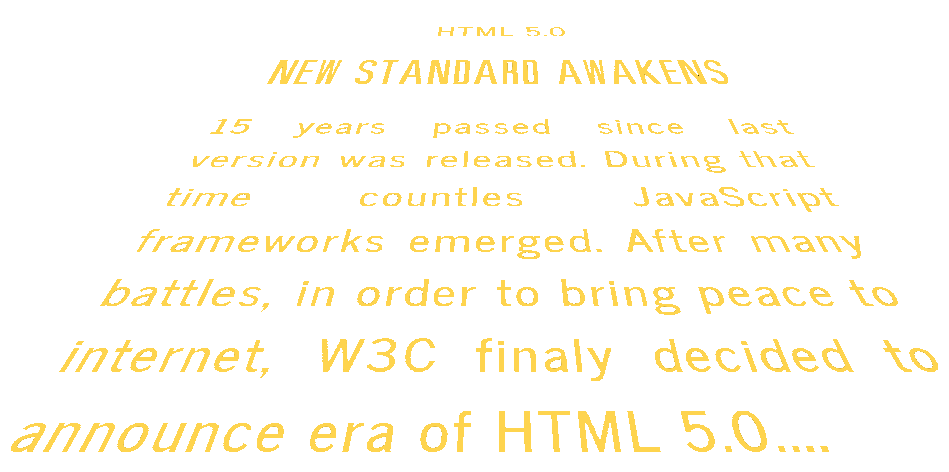 HTML 5.0
NEW STANDARD AWAKENS
15 years passed since last
version was released. During that
time countles JavaScript
frameworks emerged. After many
battles, in order to bring peace to
internet, W3C finaly decided to
announce era of HTML 5.0....